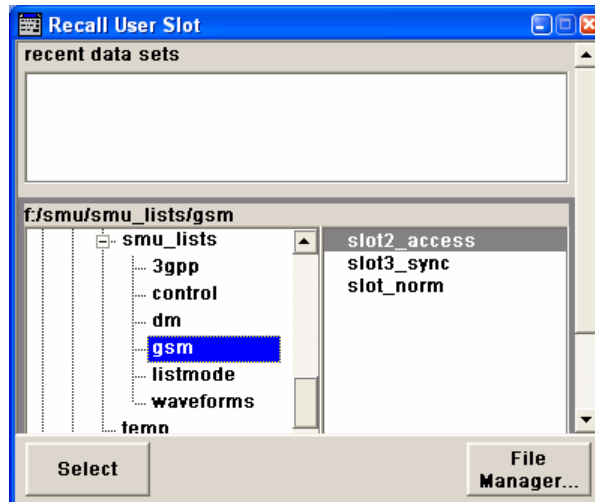 Recall User Slot
recent data sets
f:/smu/smu_lists/gsm
smu_lists
3gpp
control
dm
gsm
listmode
waveforms
temp
slot2_access
slot3_sync
slot_norm
Select
File
Manager...